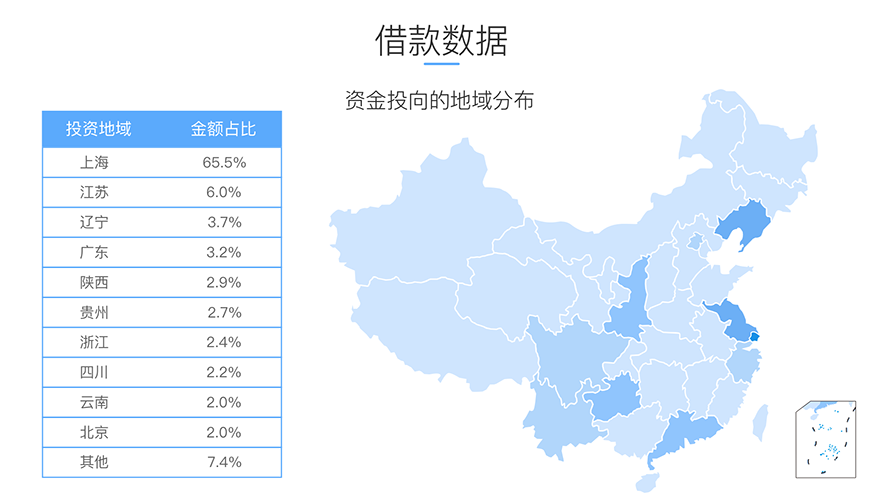 借款数据
资金投向的地域分布
投资地域 金额占比
上海 65.5%
江苏 6.0%
辽宁 3.7%
广东 3.2%
陕西 2.9%
贵州 2.7%
浙江 2.4%
四川 2.2%
云南 2.0%
北京 2.0%
其他 7.4%